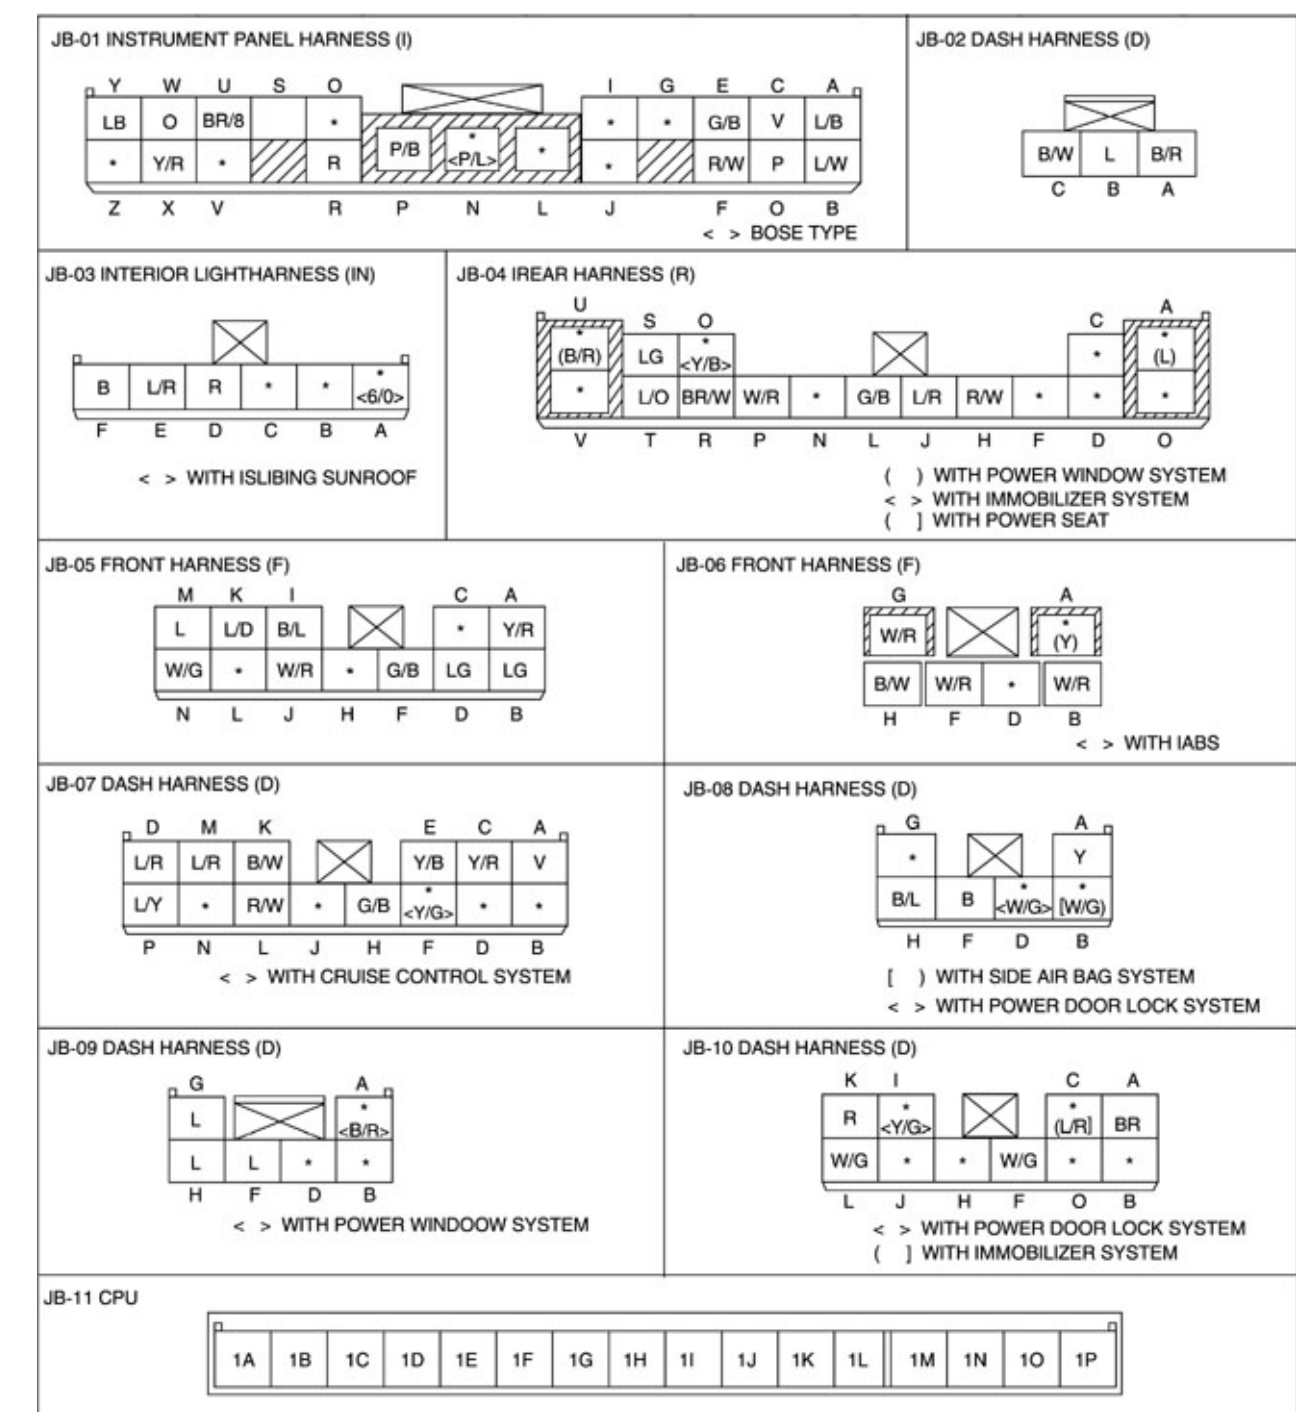 JB-01 INSTRUMENT PANEL HARNESS (I)
Y W U S O I G E C A
LB O BR/8 * * * G/B V L/B
P/B * <P/L> *
* Y/R * R * R/W P L/W
Z X V R P N L J F O B
< > BOSE TYPE
JB-02 DASH HARNESS (D)
B/W L B/R
C B A
JB-03 INTERIOR LIGHTHARNESS (IN)
B L/R R * * * <6/0>
F E D C B A
< > WITH ISLIBING SUNROOF
JB-04 IREAR HARNESS (R)
U S O C A
* (B/R) LG * <Y/B> * * (L)
* L/O BR/W W/R * G/B L/R R/W * * *
V T R P N L J H F D O
( ) WITH POWER WINDOW SYSTEM
< > WITH IMMOBILIZER SYSTEM
( ] WITH POWER SEAT
JB-05 FRONT HARNESS (F)
M K I C A
L L/D B/L * Y/R
W/G * W/R * G/B LG LG
N L J H F D B
JB-06 FRONT HARNESS (F)
G A
W/R * (Y)
B/W W/R * W/R
H F D B
< > WITH IABS
JB-07 DASH HARNESS (D)
D M K E C A
L/R L/R B/W Y/B Y/R V
L/Y * R/W * G/B * <Y/G> * *
P N L J H F D B
< > WITH CRUISE CONTROL SYSTEM
JB-08 DASH HARNESS (D)
G A
* Y
B/L B * <W/G> * [W/G)
H F D B
[ ) WITH SIDE AIR BAG SYSTEM
< > WITH POWER DOOR LOCK SYSTEM
JB-09 DASH HARNESS (D)
G A
L * <B/R>
L L * *
H F D B
< > WITH POWER WINDOOW SYSTEM
JB-10 DASH HARNESS (D)
K I C A
R * <Y/G> * (L/R] BR
W/G * * W/G * *
L J H F O B
< > WITH POWER DOOR LOCK SYSTEM
( ] WITH IMMOBILIZER SYSTEM
JB-11 CPU
1A 1B 1C 1D 1E 1F 1G 1H 1I 1J 1K 1L 1M 1N 1O 1P